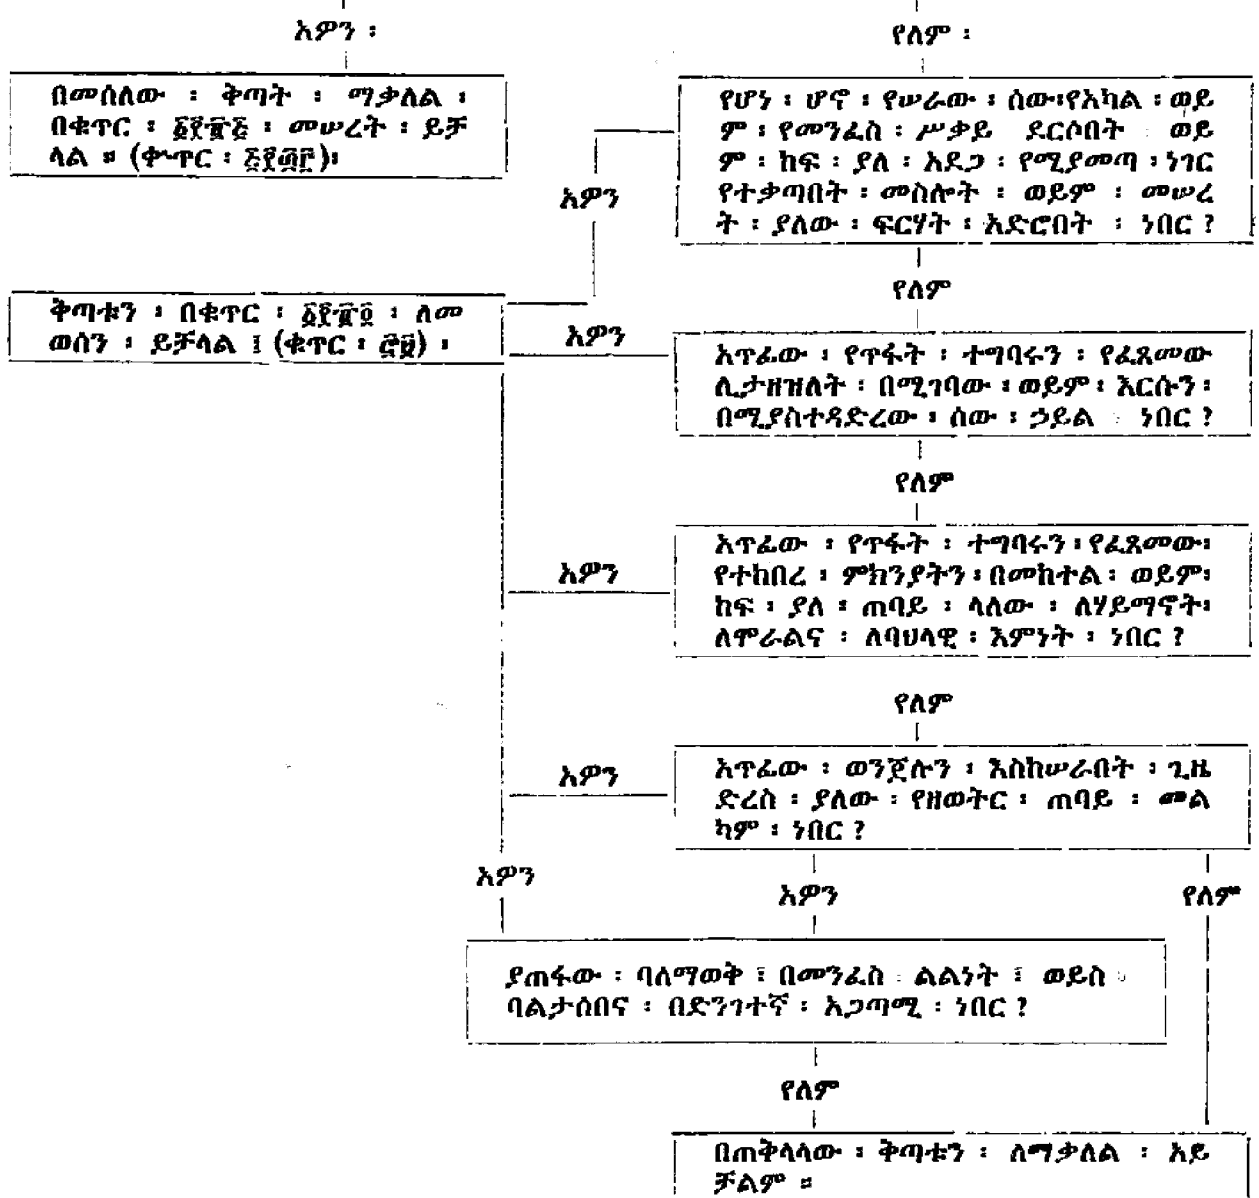 አዎን ፡
የለም ፡
በመሰለው ፡ ቅጣት ፡ ማቃለል ፡
በቁጥር ፡ ፩፻፹፭ ፡ መሠረት ፡ ይቻ
ላል ። (ቍጥር ፡
የሆነ ፡ ሆኖ ፡ የሠራው ፡ ሰው፡የአካል ፡ ወይ
ም ፡ የመንፈስ ፡ ሥቃይ ደርሶበት ፡ ወይ
ም ፡ ከፍ ፡ ያለ ፡ አደጋ ፡ የሚያመጣ ፡ ነገር
የተቃጣበት ፡ መስሎት ፡ ወይም ፡ መሠረ
ት ፡ ያለው ፡ ፍርሃት ፡ አድሮበት ፡ ነበር ?
አዎን
የለም
ቅጣቱን ፡ በቁጥር ፡ ፩፻፹፬ ፡ ለመ
ወሰን ፡ ይቻላል ፤ (ቁጥር ፡
አዎን
አጥፊው ፡ የጥፋት ፡ ተግባሩን ፡ የፈጸመው
ሊታዘዝለት ፡ በሚገባው ፡ ወይም ፡ እርሱን ፡
በሚያስተዳድረው ፡ ሰው ፡ ኃይል ፡ ነበር ?
የለም
አዎን
አጥፊው ፡ የጥፋት ፡ ተግባሩን ፡ የፈጸመው፡
የተከበረ ፡ ምክንያትን ፡ በመከተል ፡ ወይም፡
ከፍ ፡ ያለ ፡ ጠባይ ፡ ላለው ፡ ለሃይማኖት፡
ለሞራልና ፡ ለባህላዊ ፡ እምነት ፡ ነበር ?
የለም
አዎን
አጥፊው ፡ ወንጀሉን ፡ እስከሠራበት ፡ ጊዜ
ድረስ ፡ ያለው ፡ የዘወትር ፡ ጠባይ ፡ መል
ካም ፡ ነበር ?
አዎን
አዎን
የለም
ያጠፋው ፡ ባለማወቅ ፤ በመንፈስ ፡ ልልነት ፤ ወይስ ፡
ባልታሰበና ፡ በድንገተኛ ፡ አጋጣሚ ፡ ነበር ?
የለም
በጠቅላላው ፡ ቅጣቱን ፡ ለማቃለል ፡ አይ
ቻልም ።